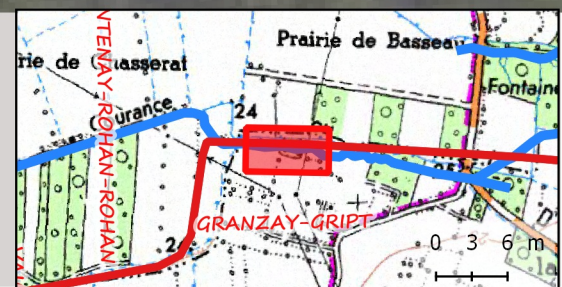 Prairie de Basseau
rie de Chasserat
Fontaine
Courance
24
NTENAY-ROHAN-ROHAN
GRANZAY-GRIPT
2
0 3 6 m